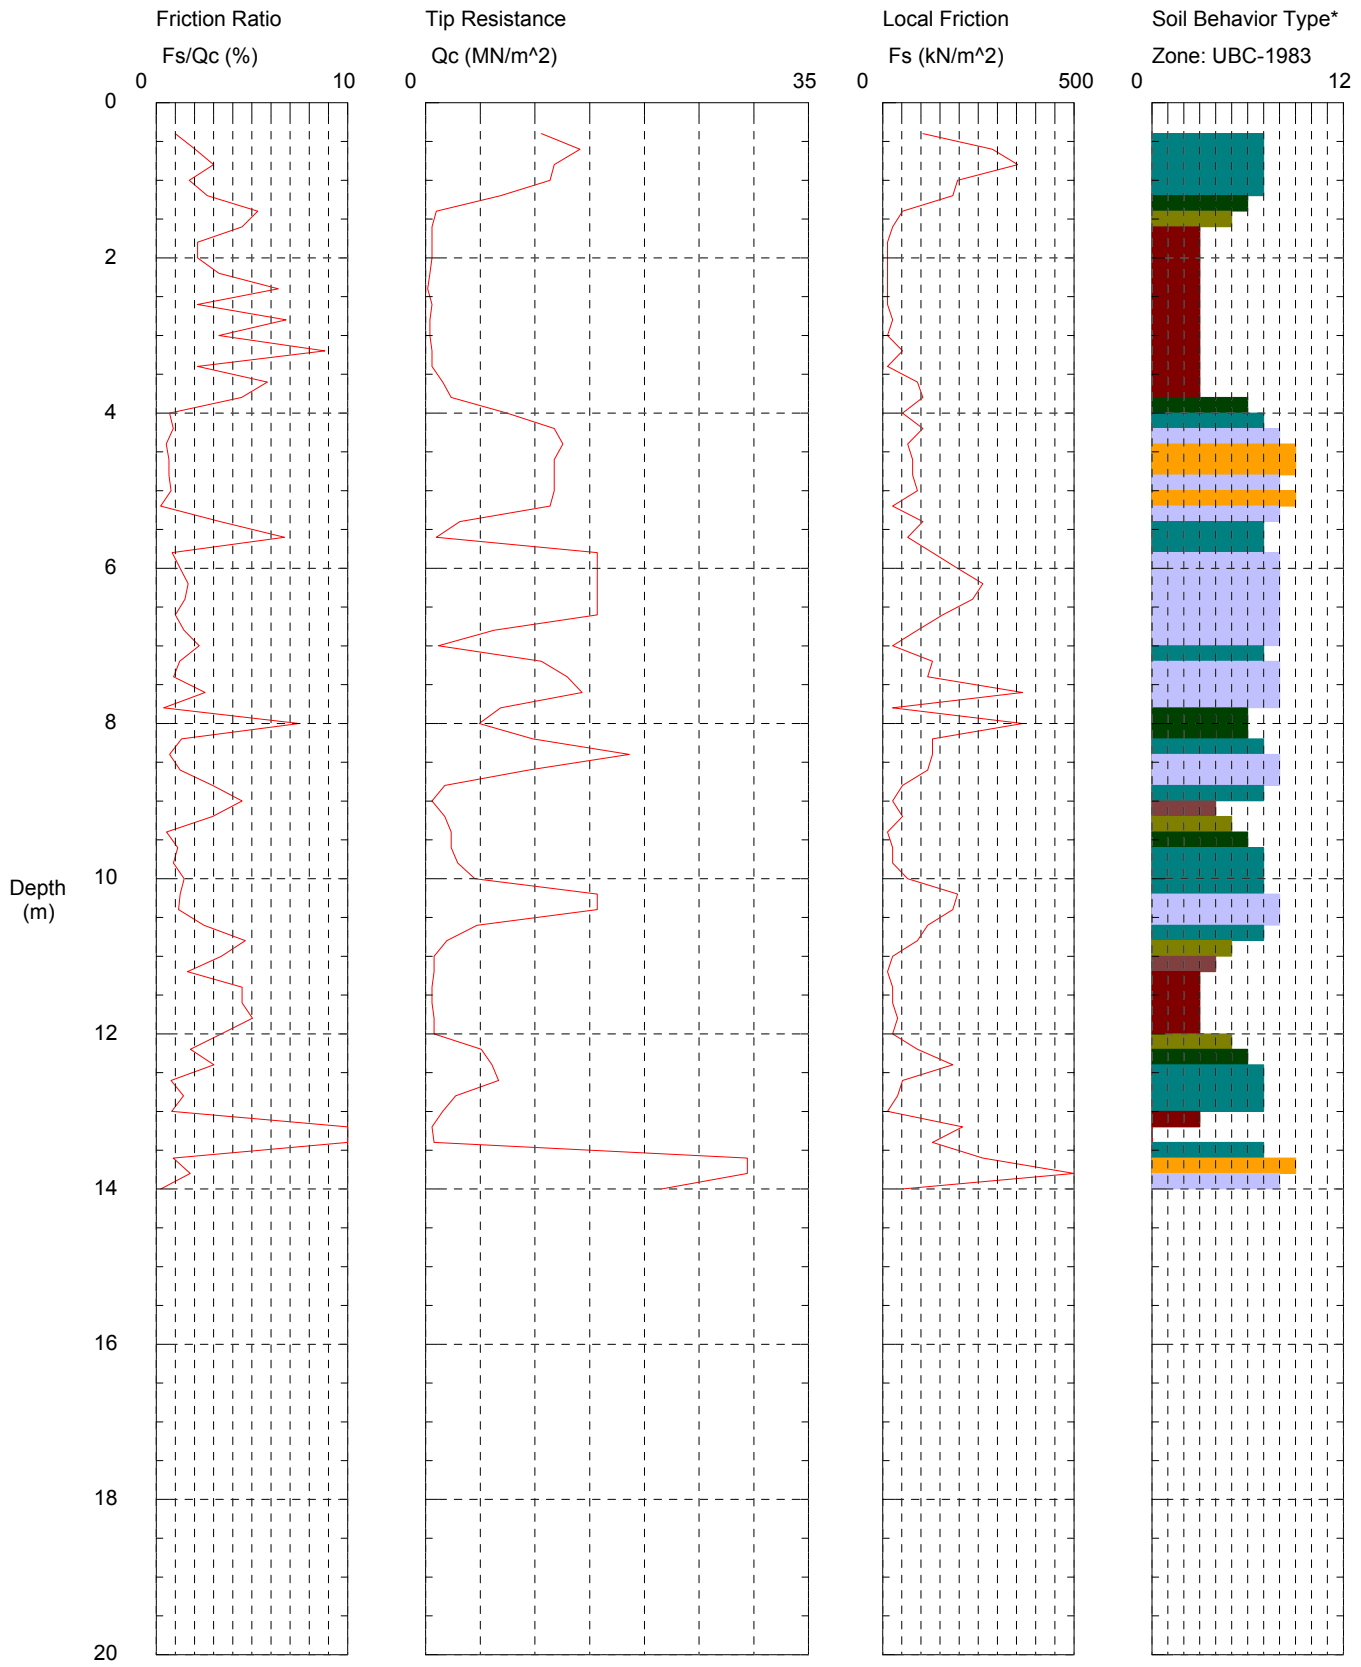 Friction Ratio
Tip Resistance
Local Friction
Soil Behavior Type*
Fs/Qc (%)
Qc (MN/m^2)
Fs (kN/m^2)
Zone: UBC-1983
0
10
0
35
0
500
0
12
0
2
4
6
8
10
Depth
(m)
12
14
16
18
20